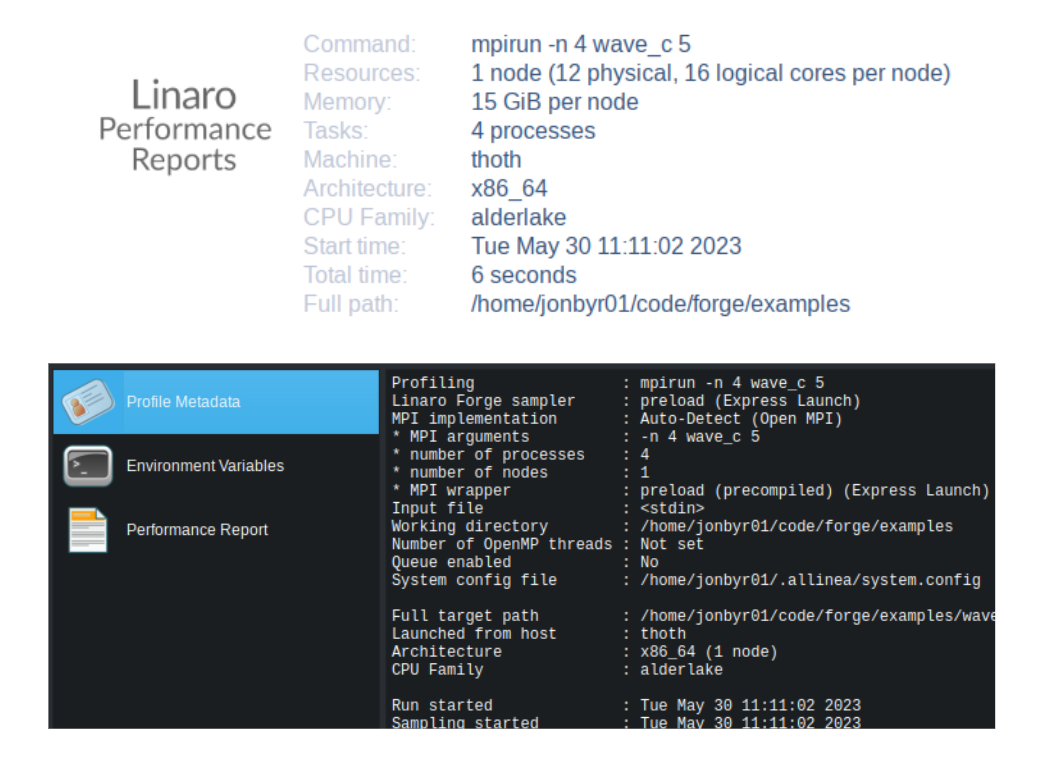 Linaro
Performance
Reports
Command: mpirun -n 4 wave_c 5
Resources: 1 node (12 physical, 16 logical cores per node)
Memory: 15 GiB per node
Tasks: 4 processes
Machine: thoth
Architecture: x86_64
CPU Family: alderlake
Start time: Tue May 30 11:11:02 2023
Total time: 6 seconds
Full path: /home/jonbyr01/code/forge/examples
Profile Metadata
Environment Variables
Performance Report
Profiling : mpirun -n 4 wave_c 5
Linaro Forge sampler : preload (Express Launch)
MPI implementation : Auto-Detect (Open MPI)
* MPI arguments : -n 4 wave_c 5
* number of processes : 4
* number of nodes : 1
* MPI wrapper : preload (precompiled) (Express Launch)
Input file : <stdin>
Working directory : /home/jonbyr01/code/forge/examples
Number of OpenMP threads : Not set
Queue enabled : No
System config file : /home/jonbyr01/.allinea/system.config
Full target path : /home/jonbyr01/code/forge/examples/wave
Launched from host : thoth
Architecture : x86_64 (1 node)
CPU Family : alderlake
Run started : Tue May 30 11:11:02 2023
Sampling started : Tue May 30 11:11:02 2023